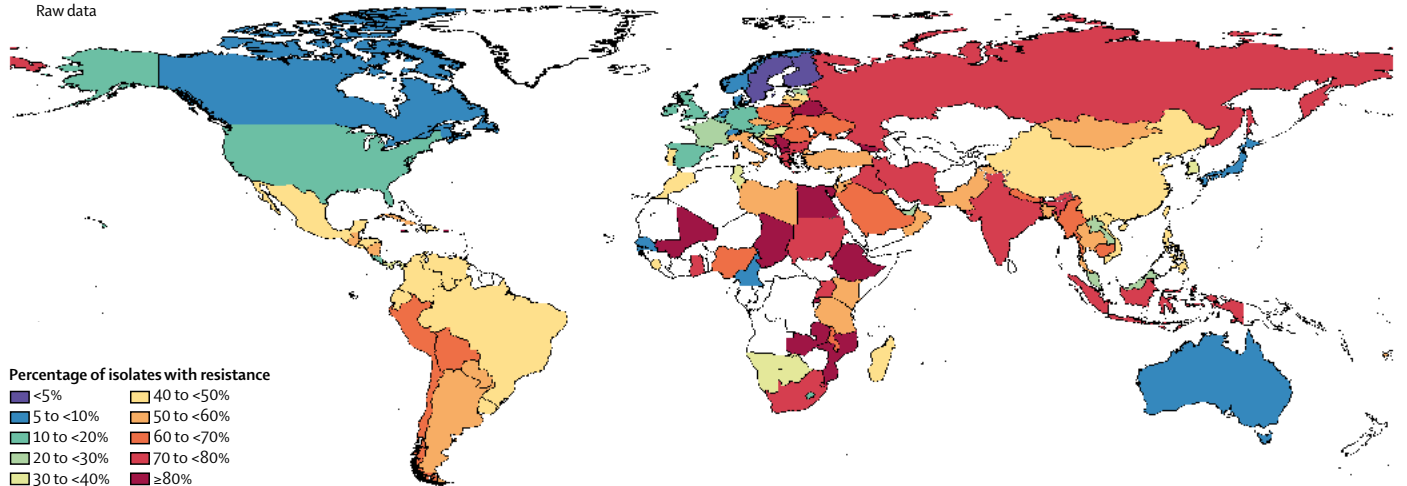 Raw data
Percentage of isolates with resistance
<5%
5 to <10%
10 to <20%
20 to <30%
30 to <40%
40 to <50%
50 to <60%
60 to <70%
70 to <80%
≥80%